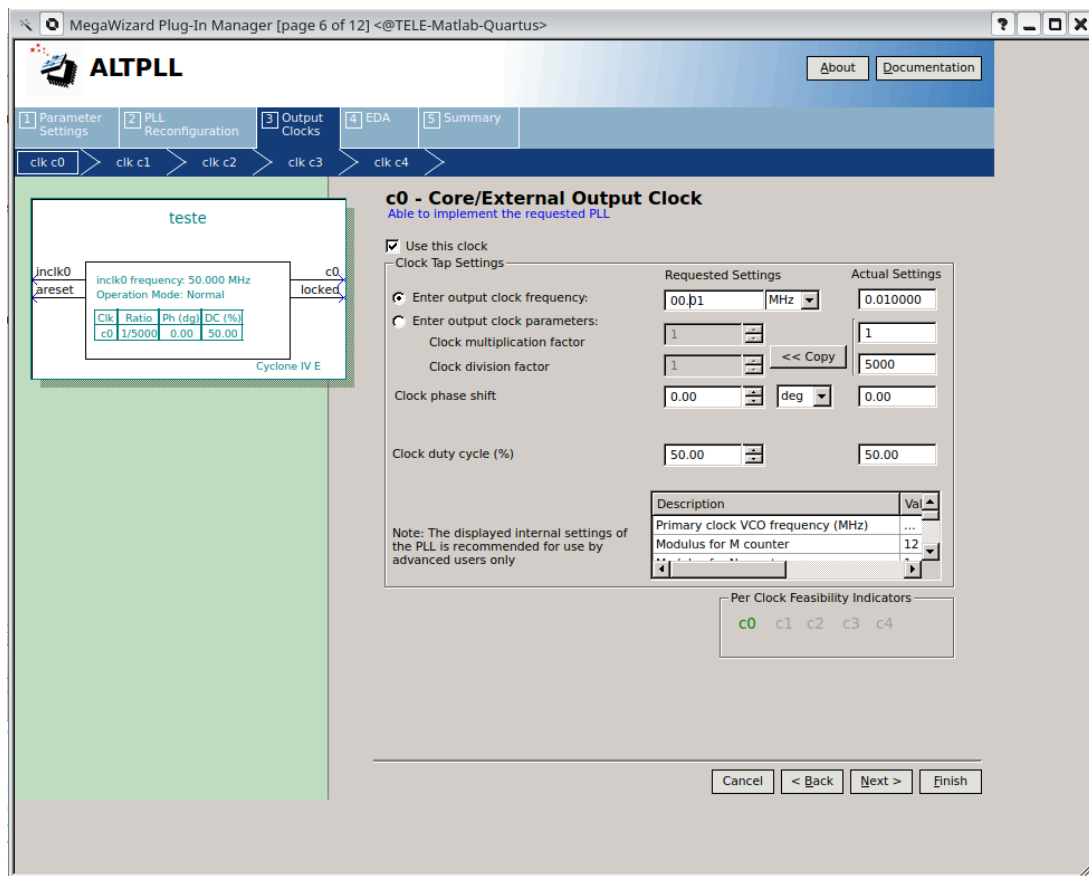 MegaWizard Plug-In Manager [page 6 of 12] <@TELE-Matlab-Quartus>
ALTPLL
About
Documentation
1 Parameter Settings
2 PLL Reconfiguration
3 Output Clocks
4 EDA
5 Summary
clk c0
clk c1
clk c2
clk c3
clk c4
teste
inclk0
areset
inclk0 frequency: 50.000 MHz
Operation Mode: Normal
Clk Ratio Ph (dg) DC (%)
c0 1/5000 0.00 50.00
c0
locked
Cyclone IV E
c0 - Core/External Output Clock
Able to implement the requested PLL
Use this clock
Clock Tap Settings
Requested Settings
Actual Settings
Enter output clock frequency:
00.01
MHz
0.010000
Enter output clock parameters:
Clock multiplication factor
1
1
Clock division factor
1
<< Copy
5000
Clock phase shift
0.00
deg
0.00
Clock duty cycle (%)
50.00
50.00
Note: The displayed internal settings of
the PLL is recommended for use by
advanced users only
Description Val
Primary clock VCO frequency (MHz) ...
Modulus for M counter 12
Per Clock Feasibility Indicators
c0 c1 c2 c3 c4
Cancel
< Back
Next >
Finish